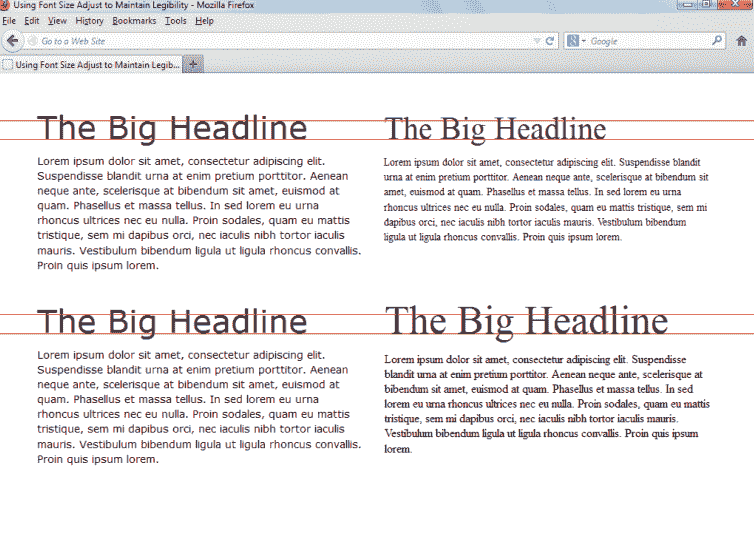 Using Font Size Adjust to Maintain Legibility - Mozilla Firefox
File Edit View History Bookmarks Tools Help
Go to a Web Site
Google
Using Font Size Adjust to Maintain Legib...
The Big Headline
Lorem ipsum dolor sit amet, consectetur adipiscing elit.
Suspendisse blandit urna at enim pretium porttitor. Aenean
neque ante, scelerisque at bibendum sit amet, euismod at
quam. Phasellus et massa tellus. In sed lorem eu urna
rhoncus ultrices nec eu nulla. Proin sodales, quam eu mattis
tristique, sem mi dapibus orci, nec iaculis nibh tortor iaculis
mauris. Vestibulum bibendum ligula ut ligula rhoncus convallis.
Proin quis ipsum lorem.
The Big Headline
Lorem ipsum dolor sit amet, consectetur adipiscing elit. Suspendisse blandit
urna at enim pretium porttitor. Aenean neque ante, scelerisque at bibendum sit
amet, euismod at quam. Phasellus et massa tellus. In sed lorem eu urna
rhoncus ultrices nec eu nulla. Proin sodales, quam eu mattis tristique, sem mi
dapibus orci, nec iaculis nibh tortor iaculis mauris. Vestibulum bibendum
ligula ut ligula rhoncus convallis. Proin quis ipsum lorem.
The Big Headline
Lorem ipsum dolor sit amet, consectetur adipiscing elit.
Suspendisse blandit urna at enim pretium porttitor. Aenean
neque ante, scelerisque at bibendum sit amet, euismod at
quam. Phasellus et massa tellus. In sed lorem eu urna
rhoncus ultrices nec eu nulla. Proin sodales, quam eu mattis
tristique, sem mi dapibus orci, nec iaculis nibh tortor iaculis
mauris. Vestibulum bibendum ligula ut ligula rhoncus convallis.
Proin quis ipsum lorem.
The Big Headline
Lorem ipsum dolor sit amet, consectetur adipiscing elit. Suspendisse
blandit urna at enim pretium porttitor. Aenean neque ante, scelerisque at
bibendum sit amet, euismod at quam. Phasellus et massa tellus. In sed
lorem eu urna rhoncus ultrices nec eu nulla. Proin sodales, quam eu mattis
tristique, sem mi dapibus orci, nec iaculis nibh tortor iaculis mauris.
Vestibulum bibendum ligula ut ligula rhoncus convallis. Proin quis ipsum
lorem.